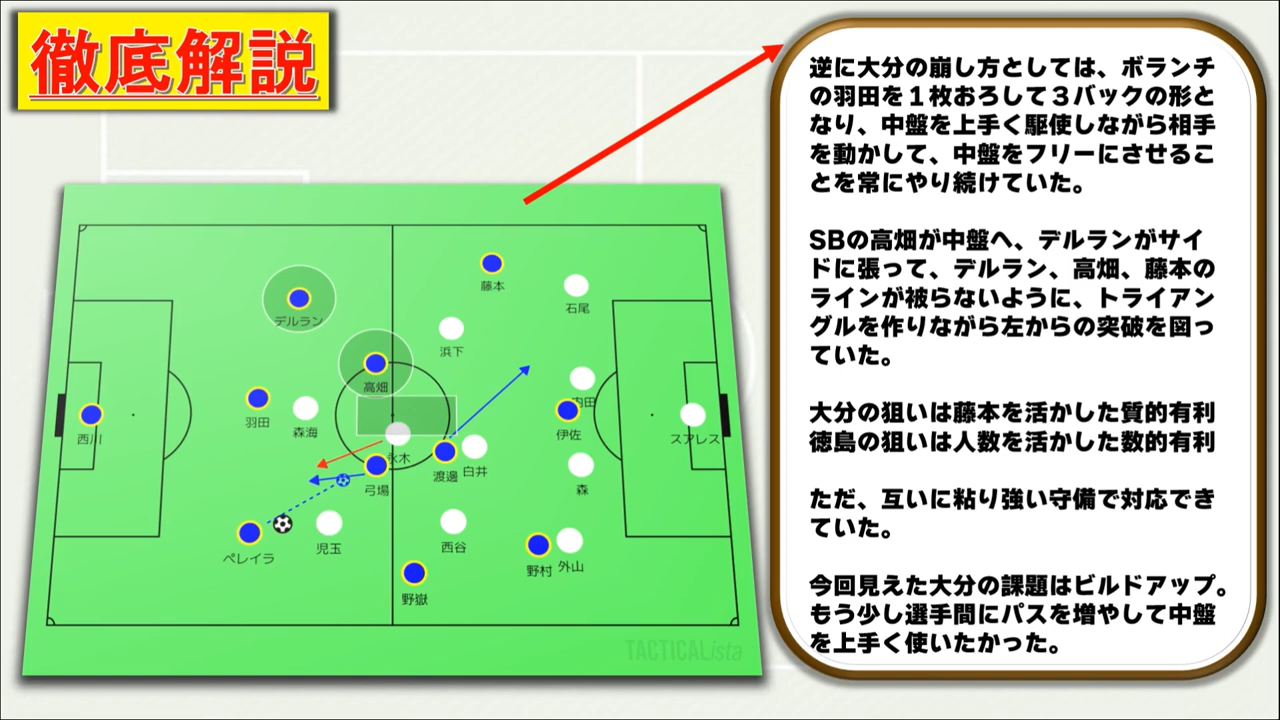 徹底解説
逆に大分の崩し方としては、ボランチ
の羽田を１枚おろして３バックの形と
なり、中盤を上手く駆使しながら相手
を動かして、中盤をフリーにさせるこ
とを常にやり続けていた。
SBの高畑が中盤へ、デルランがサイ
ドに張って、デルラン、高畑、藤本の
ラインが被らないように、トライアン
グルを作りながら左からの突破を図っ
ていた。
大分の狙いは藤本を活かした質的有利
徳島の狙いは人数を活かした数的有利
ただ、互いに粘り強い守備で対応でき
ていた。
今回見えた大分の課題はビルドアップ。
もう少し選手間にパスを増やして中盤
を上手く使いたかった。
藤本
石尾
デルラン
浜下
高畑
内田
羽田
森海
伊佐
西川
スアレス
永木
渡邊
白井
弓場
森
ペレイラ
児玉
西谷
野村
外山
野嶽
TACTICALista